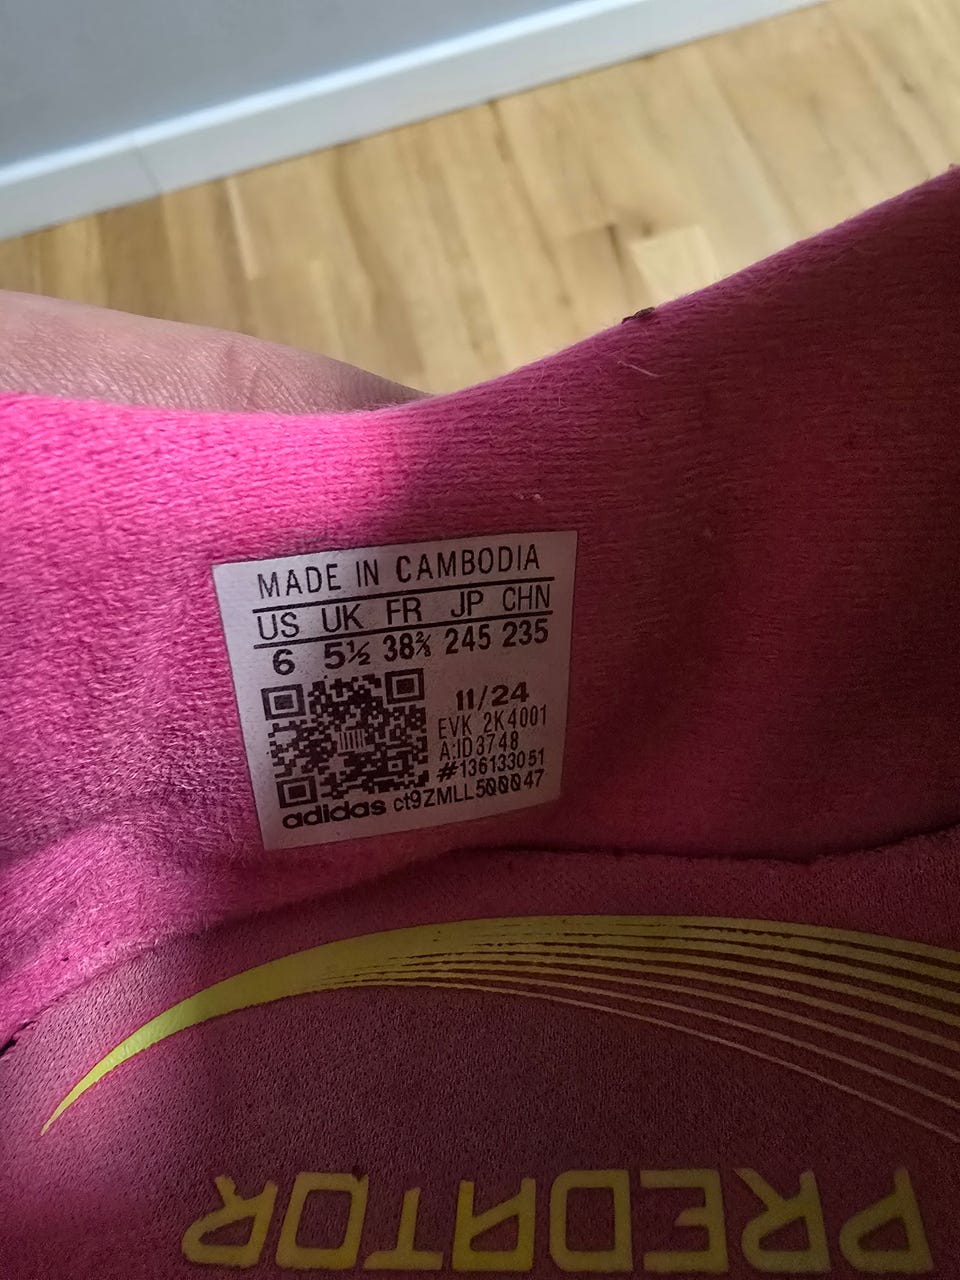 MADE IN CAMBODIA
US UK FR JP CHN
6 5½ 38⅔ 245 235
11/24
EVK 2K4001
A:ID3748
#136133051
adidas ct9ZMLL500047
PREDATOR